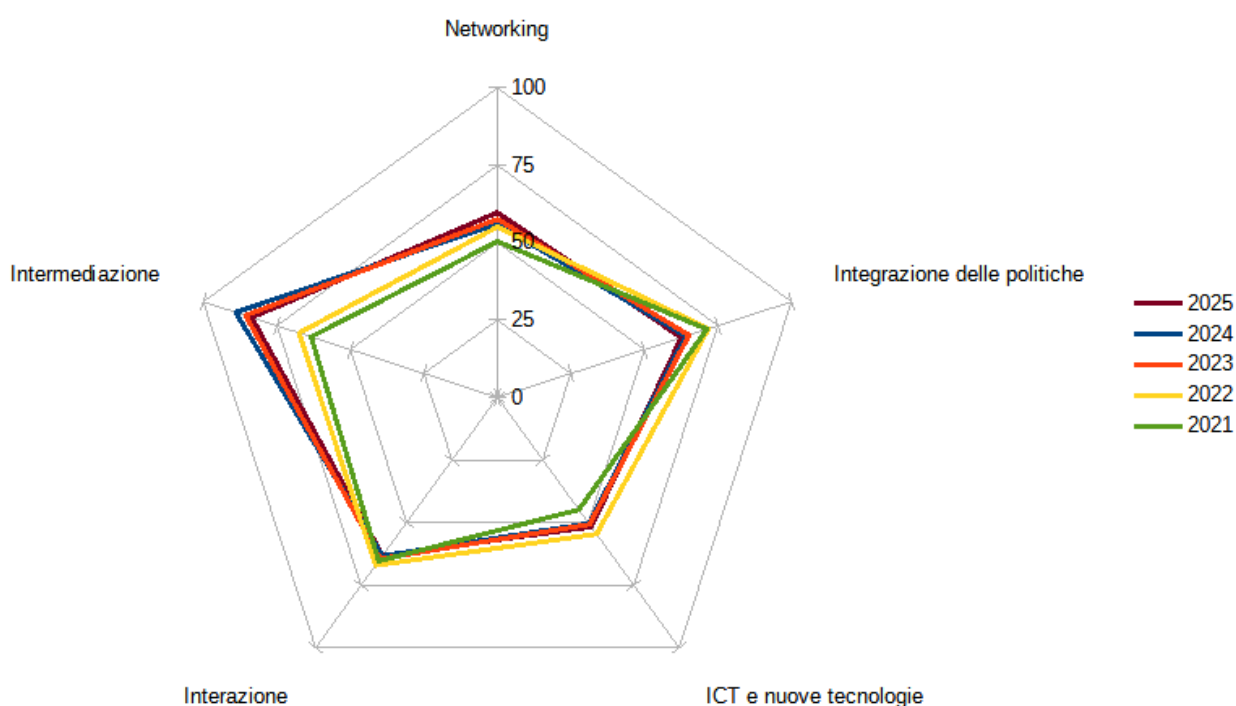 Networking
100
75
50
25
0
Intermediazione
Integrazione delle politiche
Interazione
ICT e nuove tecnologie
2025
2024
2023
2022
2021